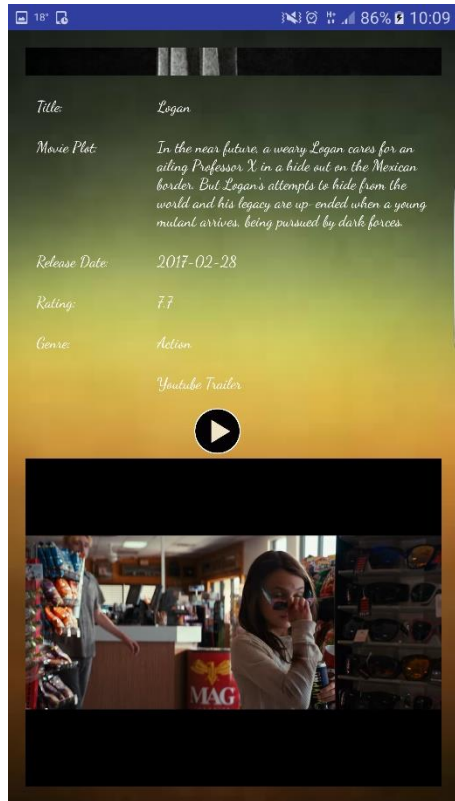 18° 86% 10:09
Title: Logan
Movie Plot: In the near future, a weary Logan cares for an
ailing Professor X in a hide out on the Mexican
border. But Logan's attempts to hide from the
world and his legacy are up-ended when a young
mutant arrives, being pursued by dark forces.
Release Date: 2017-02-28
Rating: 7.7
Genre: Action
Youtube Trailer
MAG